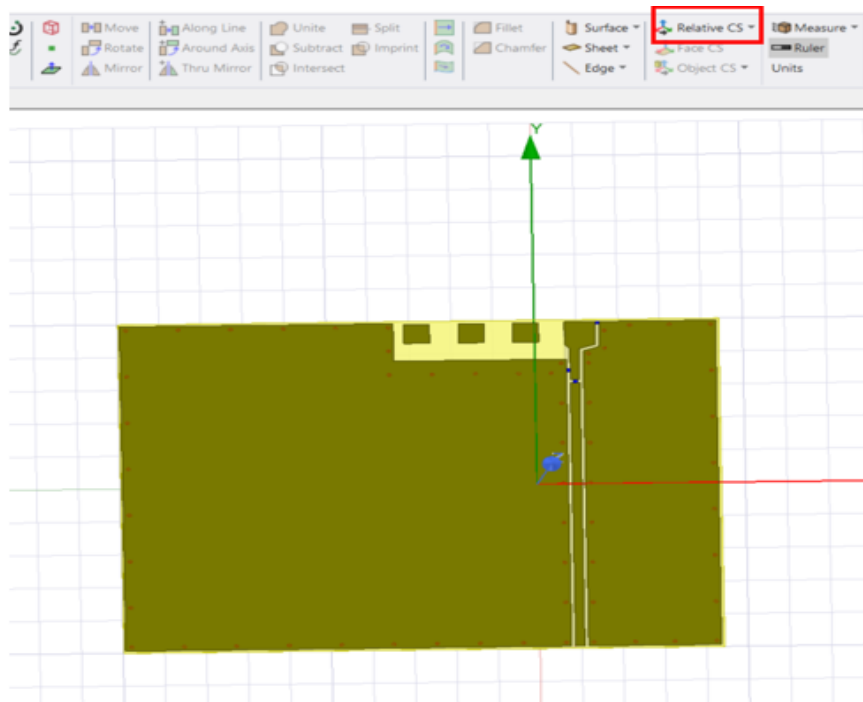 Move Along Line Unite Split Fillet Surface Relative CS Measure
Rotate Around Axis Subtract Imprint Chamfer Sheet Face CS Ruler
Mirror Thru Mirror Intersect Edge Object CS Units
Y